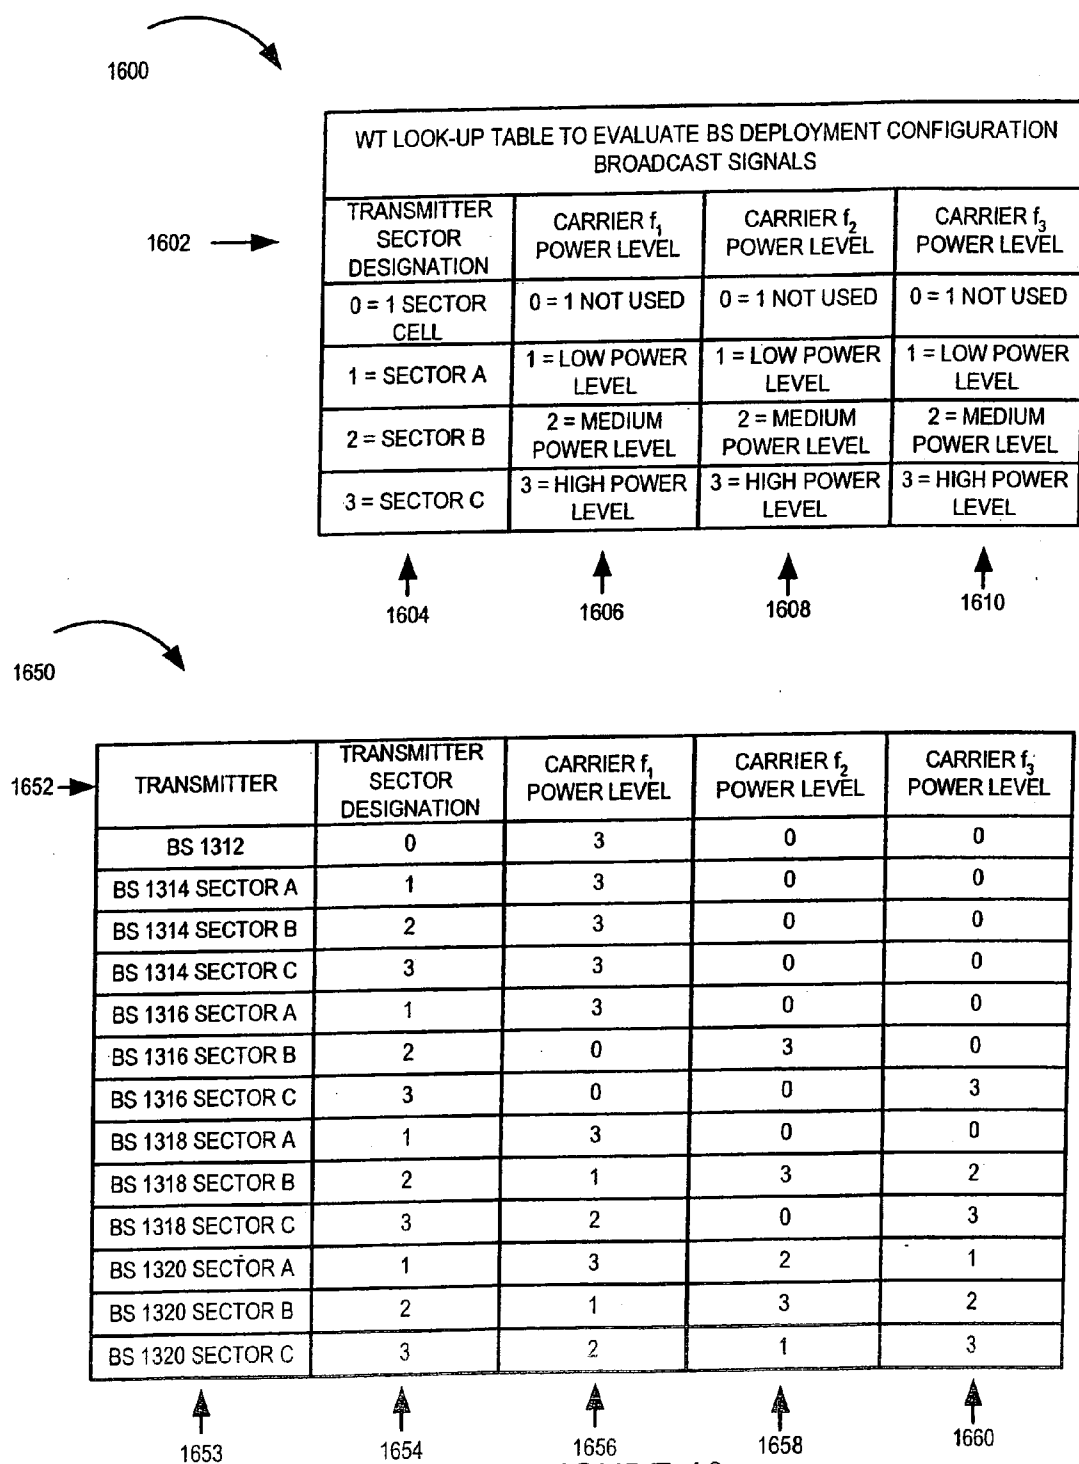 1600
WT LOOK-UP TABLE TO EVALUATE BS DEPLOYMENT CONFIGURATION
BROADCAST SIGNALS
1602
TRANSMITTER SECTOR DESIGNATION CARRIER f1 POWER LEVEL CARRIER f2 POWER LEVEL CARRIER f3 POWER LEVEL
0 = 1 SECTOR CELL 0 = 1 NOT USED 0 = 1 NOT USED 0 = 1 NOT USED
1 = SECTOR A 1 = LOW POWER LEVEL 1 = LOW POWER LEVEL 1 = LOW POWER LEVEL
2 = SECTOR B 2 = MEDIUM POWER LEVEL 2 = MEDIUM POWER LEVEL 2 = MEDIUM POWER LEVEL
3 = SECTOR C 3 = HIGH POWER LEVEL 3 = HIGH POWER LEVEL 3 = HIGH POWER LEVEL
1604 1606 1608 1610
1650
1652
TRANSMITTER TRANSMITTER SECTOR DESIGNATION CARRIER f1 POWER LEVEL CARRIER f2 POWER LEVEL CARRIER f3 POWER LEVEL
BS 1312 0 3 0 0
BS 1314 SECTOR A 1 3 0 0
BS 1314 SECTOR B 2 3 0 0
BS 1314 SECTOR C 3 3 0 0
BS 1316 SECTOR A 1 3 0 0
BS 1316 SECTOR B 2 0 3 0
BS 1316 SECTOR C 3 0 0 3
BS 1318 SECTOR A 1 3 0 0
BS 1318 SECTOR B 2 1 3 2
BS 1318 SECTOR C 3 2 0 3
BS 1320 SECTOR A 1 3 2 1
BS 1320 SECTOR B 2 1 3 2
BS 1320 SECTOR C 3 2 1 3
1653 1654 1656 1658 1660